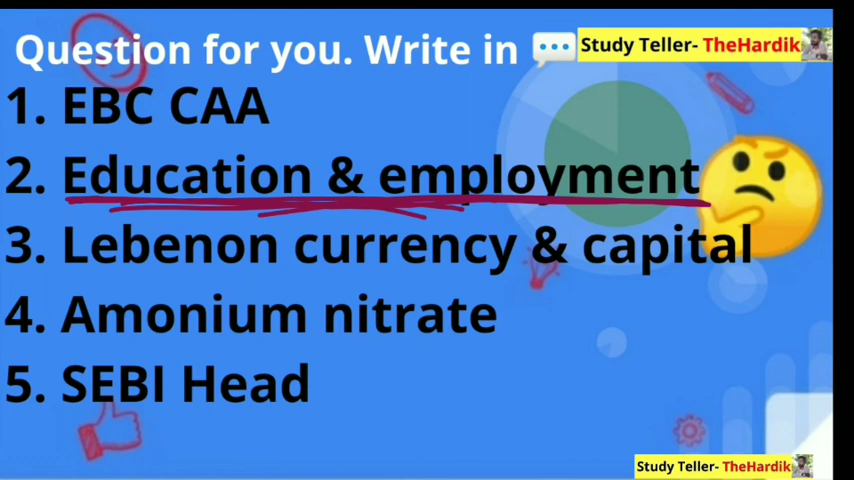 Question for you. Write in
Study Teller- TheHardik
1. EBC CAA
2. Education & employment
3. Lebenon currency & capital
4. Amonium nitrate
5. SEBI Head
Study Teller- TheHardik